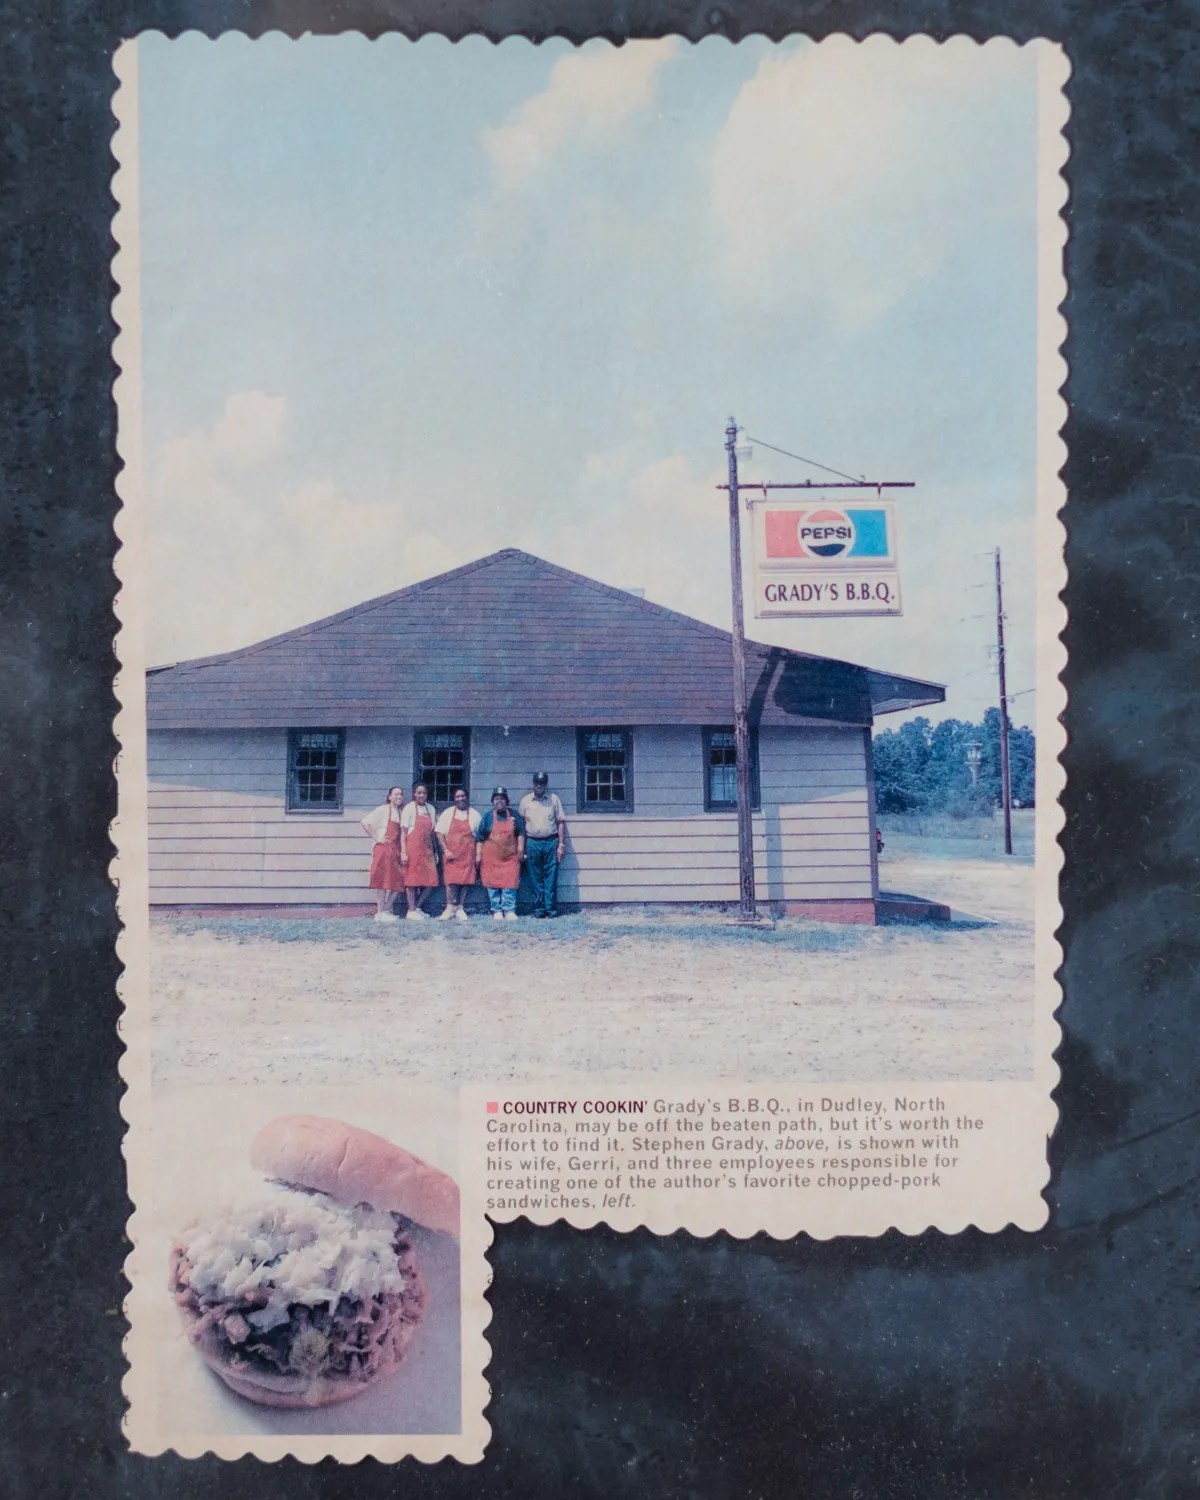 PEPSI
GRADY'S B.B.Q.
COUNTRY COOKIN' Grady's B.B.Q., in Dudley, North
Carolina, may be off the beaten path, but it's worth the
effort to find it. Stephen Grady, above, is shown with
his wife, Gerri, and three employees responsible for
creating one of the author's favorite chopped-pork
sandwiches, left.